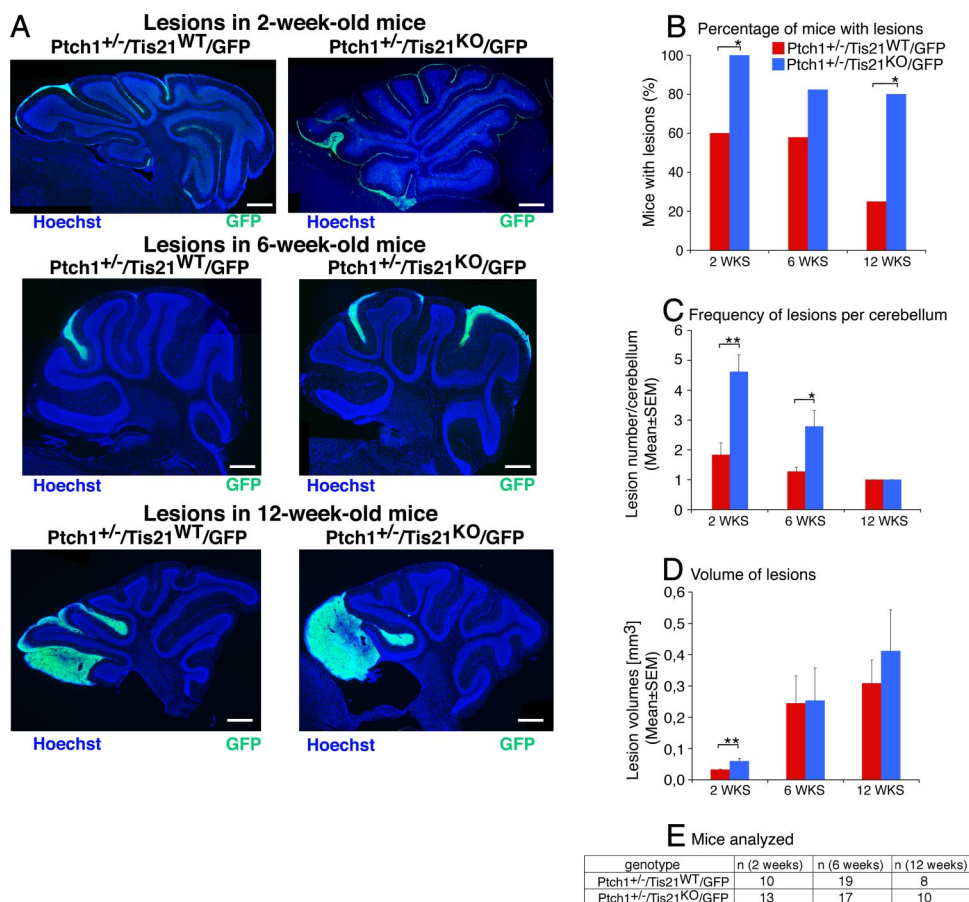 A
Lesions in 2-week-old mice
Ptch1+/-/Tis21WT/GFP Ptch1+/-/Tis21KO/GFP
Hoechst GFP Hoechst GFP
Lesions in 6-week-old mice
Ptch1+/-/Tis21WT/GFP Ptch1+/-/Tis21KO/GFP
Hoechst GFP Hoechst GFP
Lesions in 12-week-old mice
Ptch1+/-/Tis21WT/GFP Ptch1+/-/Tis21KO/GFP
Hoechst GFP Hoechst GFP
B Percentage of mice with lesions
Ptch1+/-/Tis21WT/GFP
Ptch1+/-/Tis21KO/GFP
Mice with lesions (%)
100
80
60
40
20
0
* *
2 WKS 6 WKS 12 WKS
C Frequency of lesions per cerebellum
Lesion number/cerebellum
(Mean±SEM)
6
5
4
3
2
1
0
** *
2 WKS 6 WKS 12 WKS
D Volume of lesions
Lesion volumes [mm3]
(Mean±SEM)
0,6
0,5
0,4
0,3
0,2
0,1
0,0
**
2 WKS 6 WKS 12 WKS
E Mice analyzed
genotype n (2 weeks) n (6 weeks) n (12 weeks)
Ptch1+/-/Tis21WT/GFP 10 19 8
Ptch1+/-/Tis21KO/GFP 13 17 10